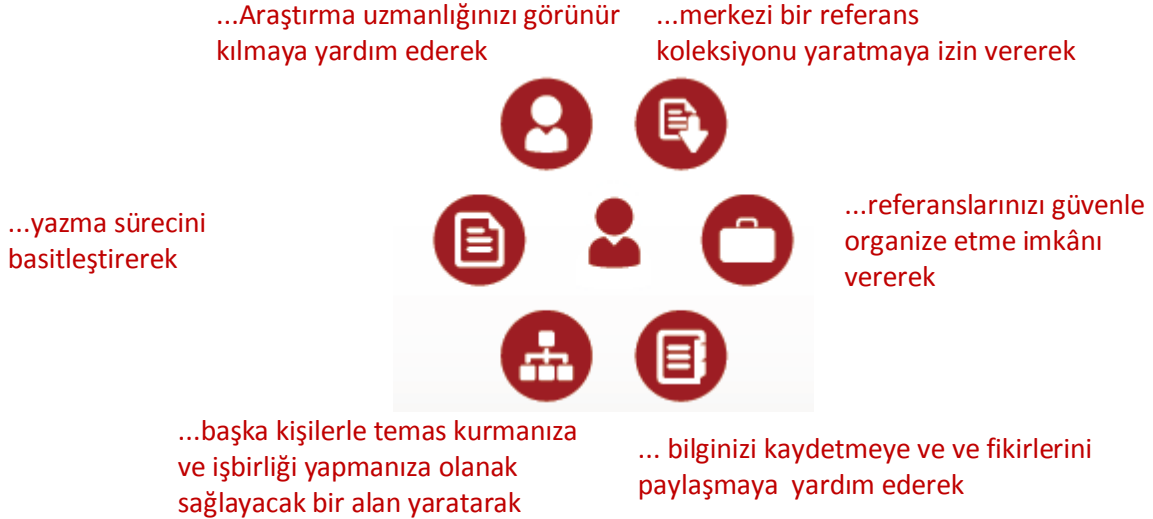 ...Araştırma uzmanlığınızı görünür
kılmaya yardım ederek
...merkezi bir referans
koleksiyonu yaratmaya izin vererek
...yazma sürecini
basitleştirerek
...referanslarınızı güvenle
organize etme imkânı
vererek
...başka kişilerle temas kurmanıza
ve işbirliği yapmanıza olanak
sağlayacak bir alan yaratarak
... bilginizi kaydetmeye ve ve fikirlerini
paylaşmaya  yardım ederek